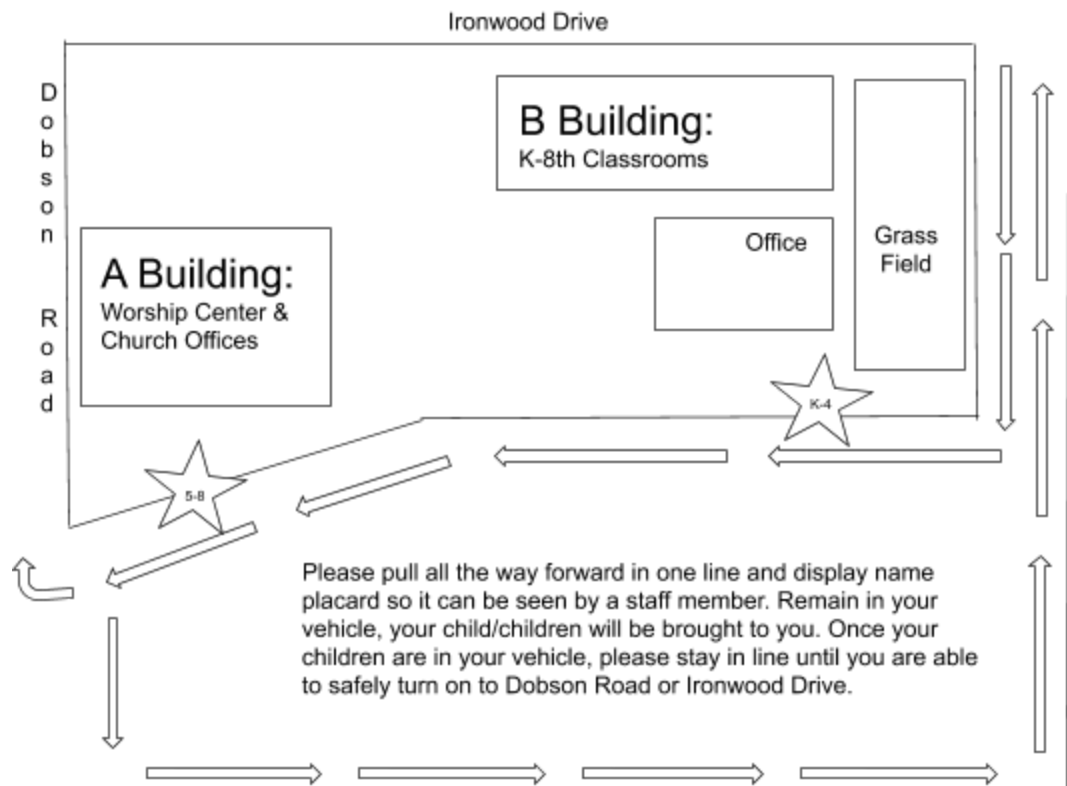 Ironwood Drive
Dobson Road
B Building:
K-8th Classrooms
Office
Grass
Field
A Building:
Worship Center &
Church Offices
K-4
5-8
Please pull all the way forward in one line and display name
placard so it can be seen by a staff member. Remain in your
vehicle, your child/children will be brought to you. Once your
children are in your vehicle, please stay in line until you are able
to safely turn on to Dobson Road or Ironwood Drive.